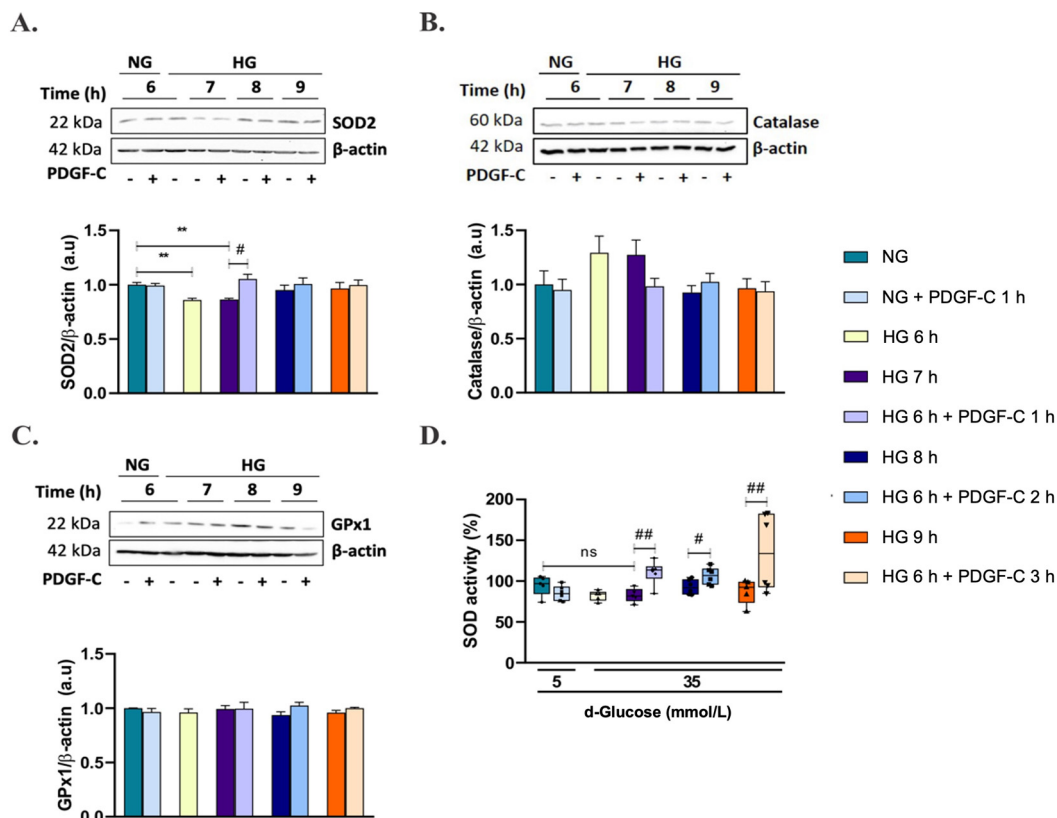 A.
NG HG
Time (h) 6 7 8 9
22 kDa SOD2
42 kDa β-actin
PDGF-C - + - - + - + - +
1.5
1.0
0.5
0.0
SOD2/β-actin (a.u)
**
**
#
B.
NG HG
Time (h) 6 7 8 9
60 kDa Catalase
42 kDa β-actin
PDGF-C - + - - + - + - +
1.5
1.0
0.5
0.0
Catalase/β-actin (a.u)
NG
NG + PDGF-C 1 h
HG 6 h
HG 7 h
HG 6 h + PDGF-C 1 h
HG 8 h
HG 6 h + PDGF-C 2 h
HG 9 h
HG 6 h + PDGF-C 3 h
C.
NG HG
Time (h) 6 7 8 9
22 kDa GPx1
42 kDa β-actin
PDGF-C - + - - + - + - +
1.5
1.0
0.5
0.0
GPx1/β-actin (a.u)
D.
200
150
100
50
0
SOD activity (%)
ns
##
#
##
5 35
d-Glucose (mmol/L)